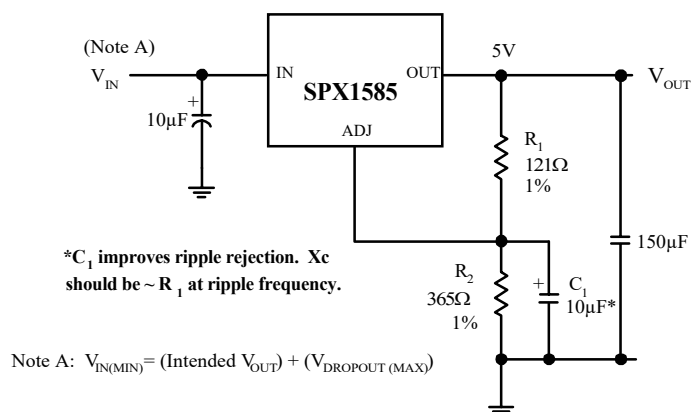 (Note A)
V_IN
IN
OUT
SPX1585
ADJ
5V
V_OUT
+
10µF
R_1
121Ω
1%
150µF
*C_1 improves ripple rejection. Xc
should be ~ R_1 at ripple frequency.
R_2
365Ω
1%
+
C_1
10µF*
Note A: V_IN(MIN)= (Intended V_OUT) + (V_DROPOUT (MAX))